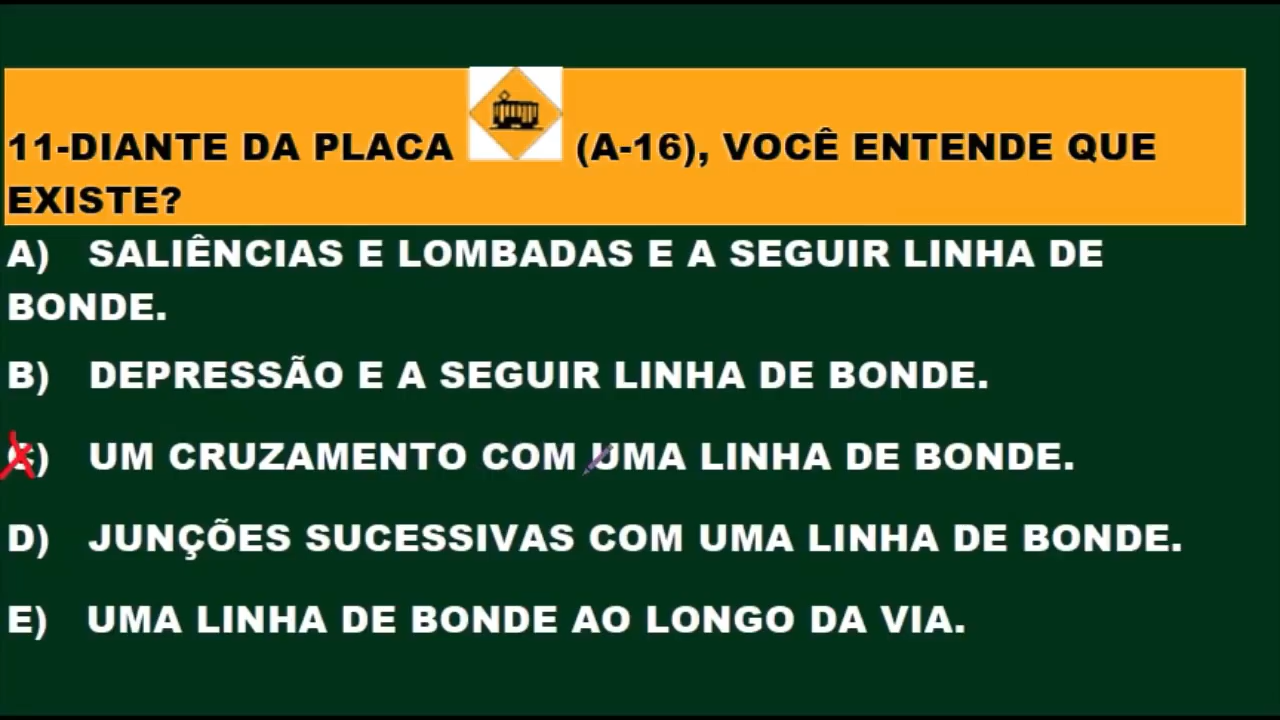 11-DIANTE DA PLACA (A-16), VOCÊ ENTENDE QUE
EXISTE?
A) SALIÊNCIAS E LOMBADAS E A SEGUIR LINHA DE
BONDE.
B) DEPRESSÃO E A SEGUIR LINHA DE BONDE.
C) UM CRUZAMENTO COM UMA LINHA DE BONDE.
D) JUNÇÕES SUCESSIVAS COM UMA LINHA DE BONDE.
E) UMA LINHA DE BONDE AO LONGO DA VIA.